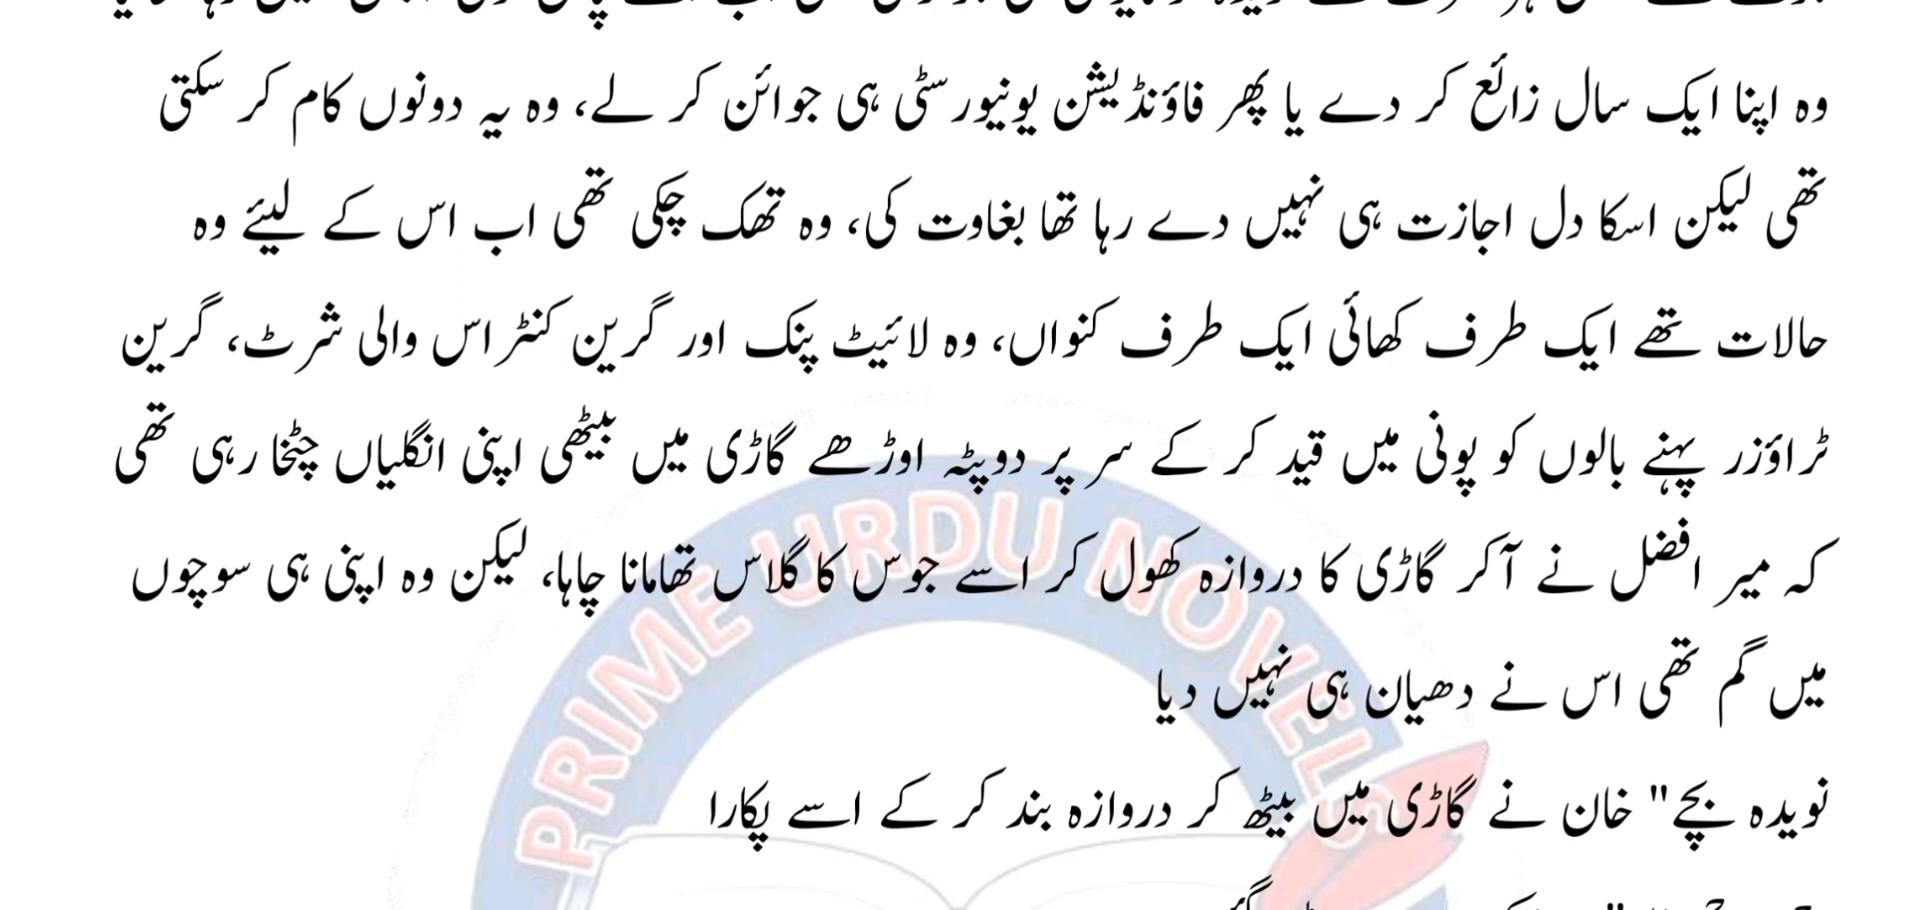 وہ اپنا ایک سال زائع کر دے یا پھر فاؤنڈیشن یونیورسٹی ہی جوائن کر لے، وہ یہ دونوں کام کر سکتی
تھی لیکن اسکا دل اجازت ہی نہیں دے رہا تھا بغاوت کی، وہ تھک چکی تھی اب اس کے لیئے وہ
حالات تھے ایک طرف کھائی ایک طرف کنواں، وہ لائیٹ پنک اور گرین کنٹراس والی شرٹ، گرین
ٹراؤزر پہنے بالوں کو پونی میں قید کر کے سر پر دوپٹہ اوڑھے گاڑی میں بیٹھی اپنی انگلیاں چٹخا رہی تھی
کہ میر افضل نے آکر گاڑی کا دروازہ کھول کر اسے جوس کا گلاس تھامانا چاہا، لیکن وہ اپنی ہی سوچوں
میں گم تھی اس نے دھیان ہی نہیں دیا
نویدہ بچے" خان نے گاڑی میں بیٹھ کر دروازہ بند کر کے اسے پکارا
PRIME URDU NOVELS